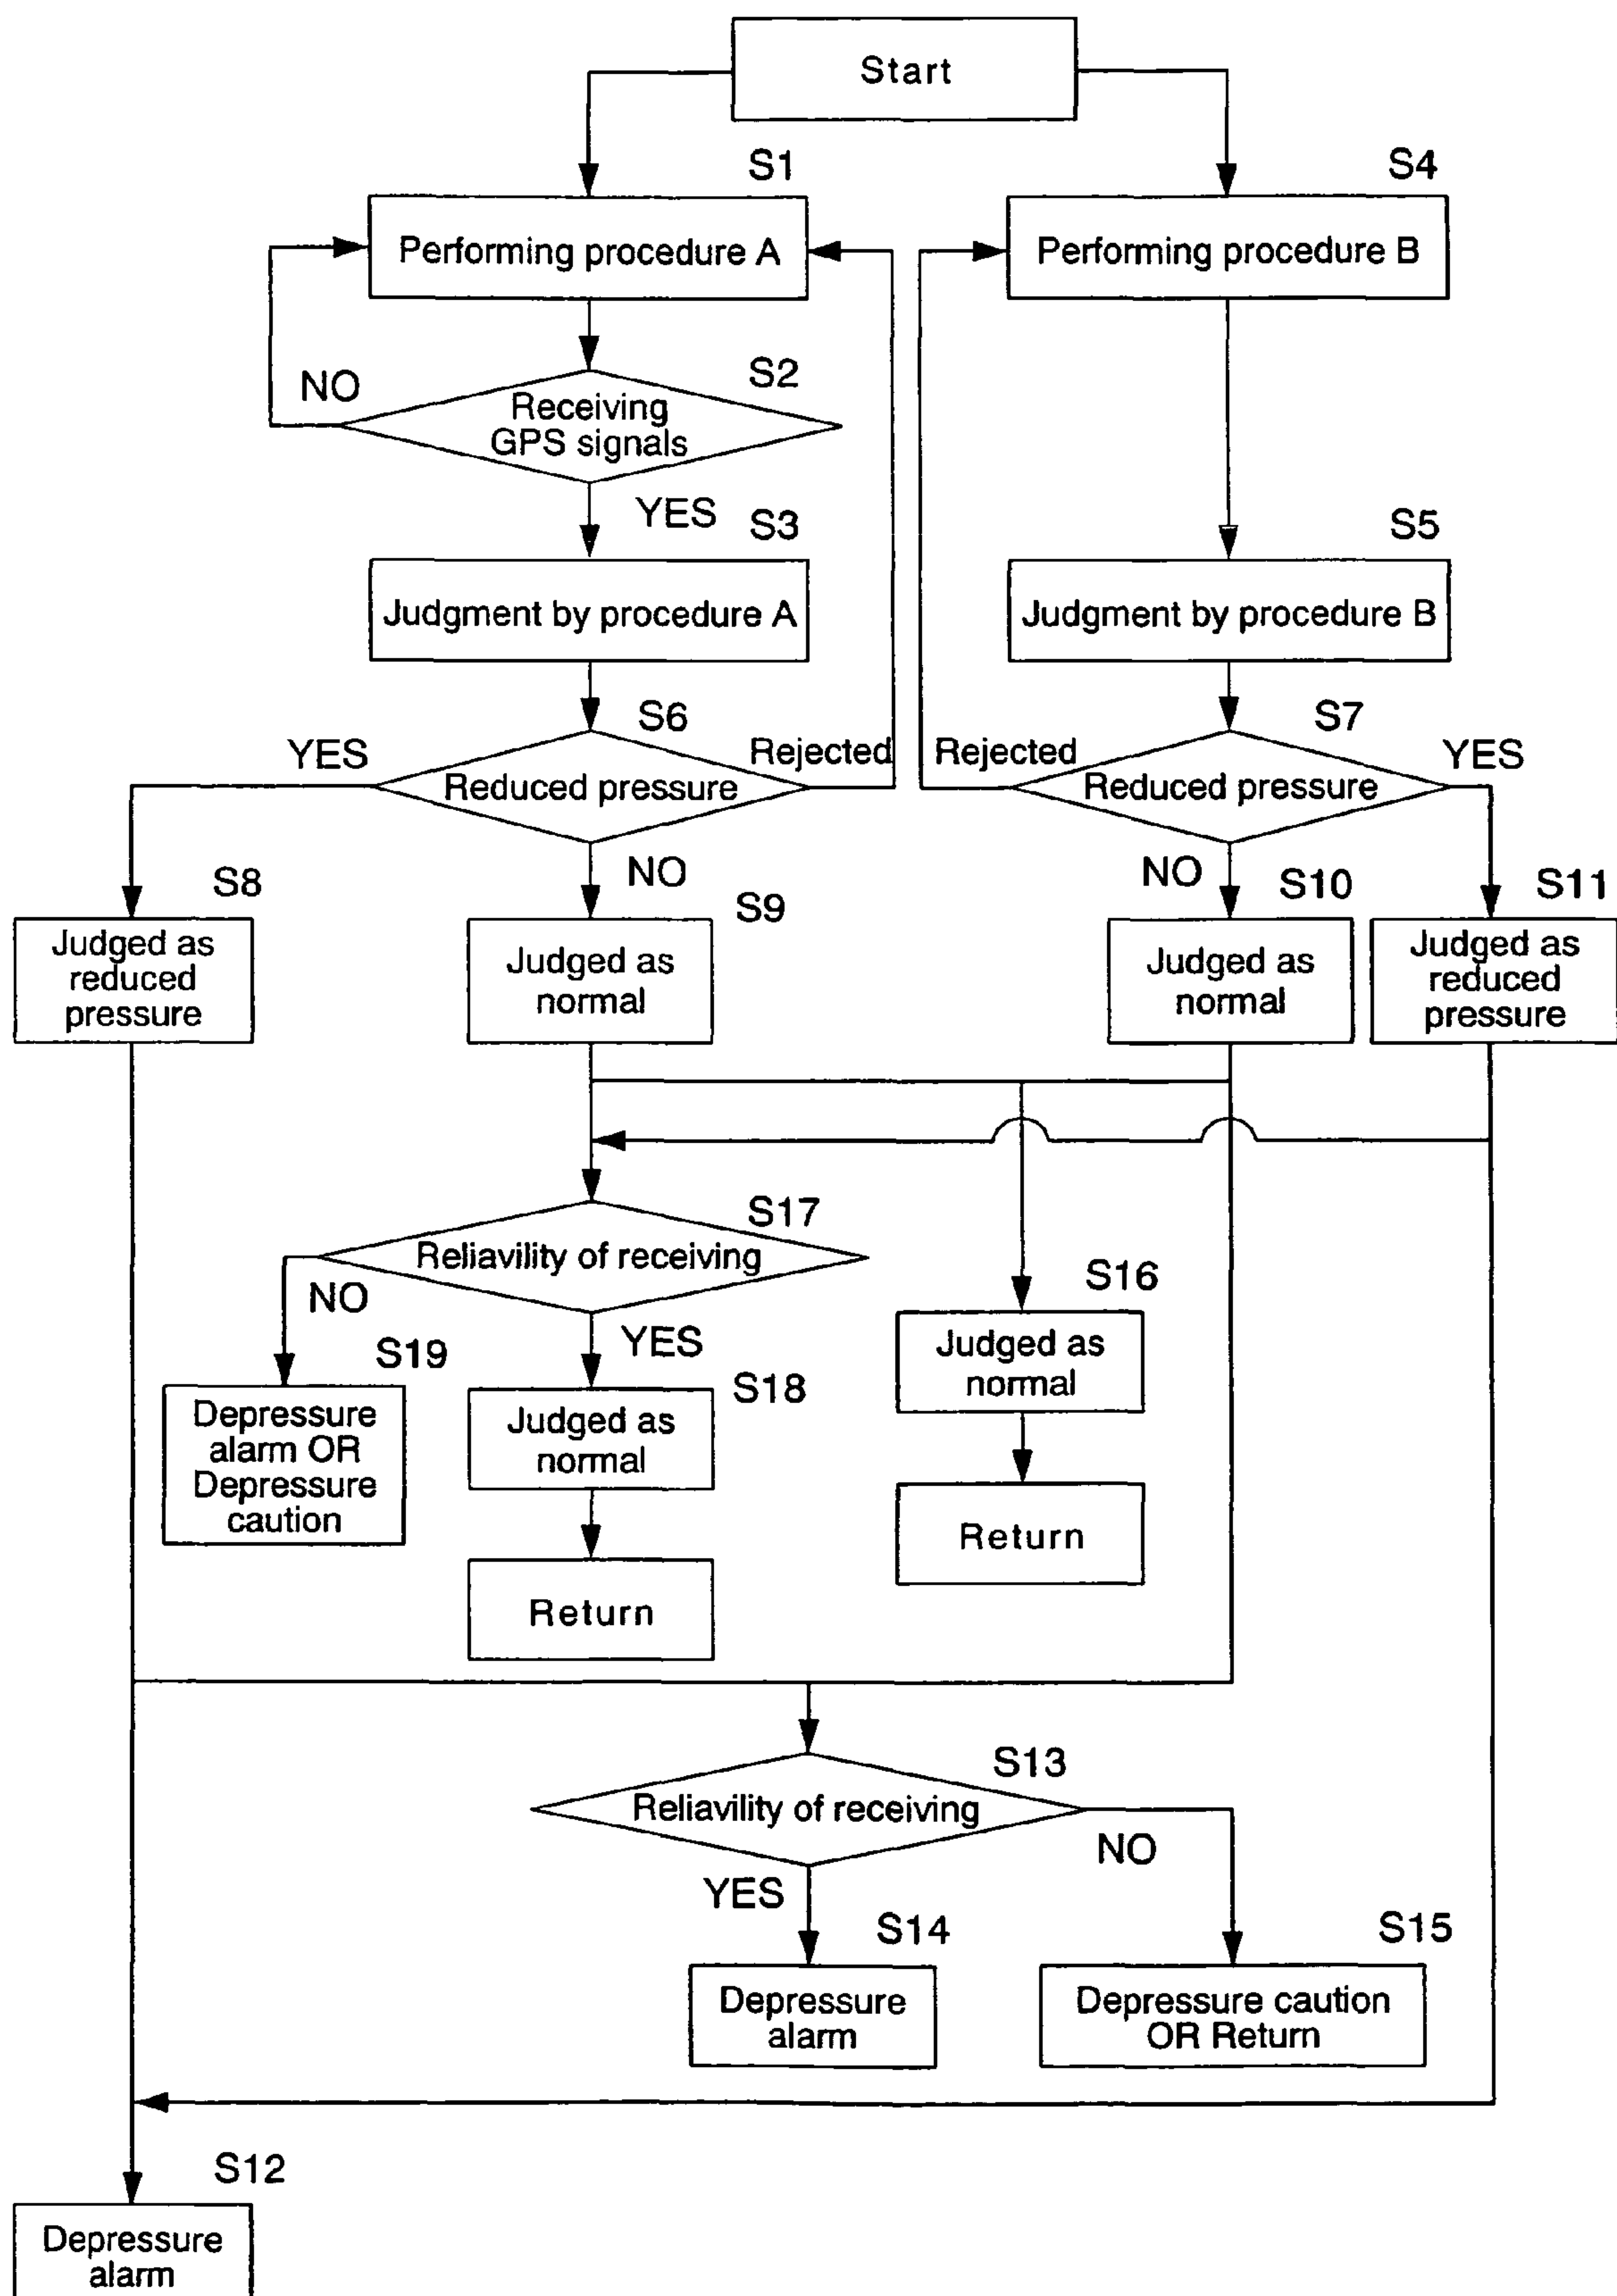 Start
S1
S4
Performing procedure A
Performing procedure B
S2
NO
Receiving
GPS signals
YES
S3
S5
Judgment by procedure A
Judgment by procedure B
S6
S7
YES
Reduced pressure
Rejected
Rejected
Reduced pressure
YES
NO
NO
S8
S9
S10
S11
Judged as
reduced
pressure
Judged as
normal
Judged as
normal
Judged as
reduced
pressure
S17
Reliavility of receiving
NO
YES
S16
Judged as
normal
S19
S18
Depressure
alarm OR
Depressure
caution
Judged as
normal
Return
Return
S13
Reliavility of receiving
NO
YES
S14
S15
Depressure
alarm
Depressure caution
OR Return
S12
Depressure
alarm